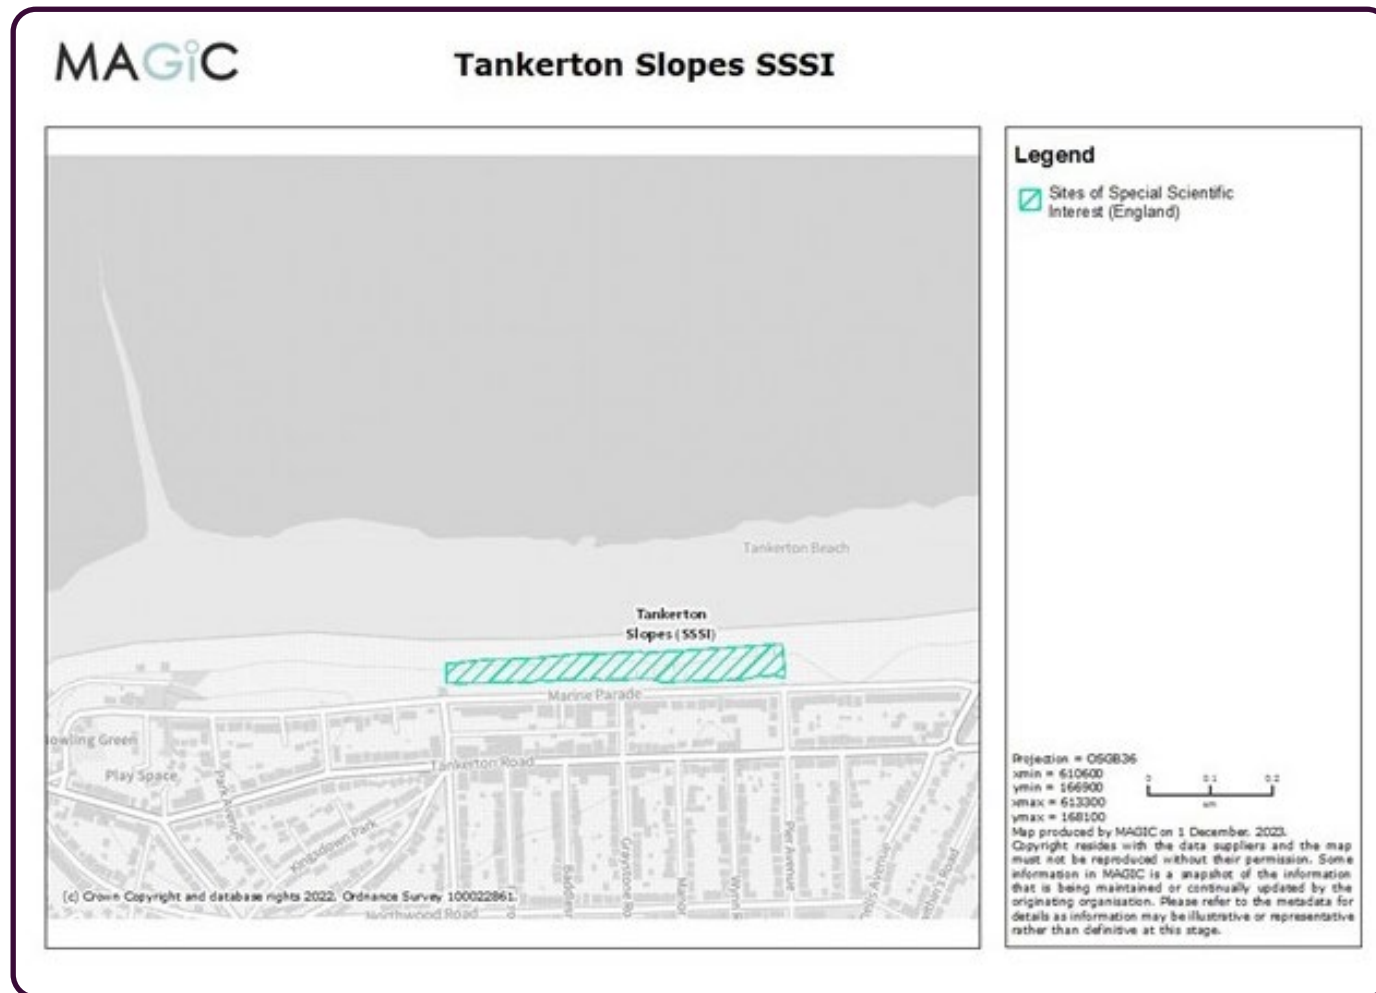 MAGiC
Tankerton Slopes SSSI
Legend
Sites of Special Scientific
Interest (England)
Tankerton Beach
Tankerton
Slopes (SSSI)
Marine Parade
Bowling Green
Tankerton Road
Play Space
Park Avenue
Kingsdown Park
Graystone Ro
Manor
Pier Avenue
Northwood Road
(c) Crown Copyright and database rights 2022. Ordnance Survey 100022861.
Projection = OSGB36
xmin = 610600
ymin = 166900
xmax = 613300
ymax = 168100
0 0.1 0.2
km
Map produced by MAGIC on 1 December, 2023.
Copyright resides with the data suppliers and the map
must not be reproduced without their permission. Some
information in MAGIC is a snapshot of the information
that is being maintained or continually updated by the
originating organisation. Please refer to the metadata for
details as information may be illustrative or representative
rather than definitive at this stage.